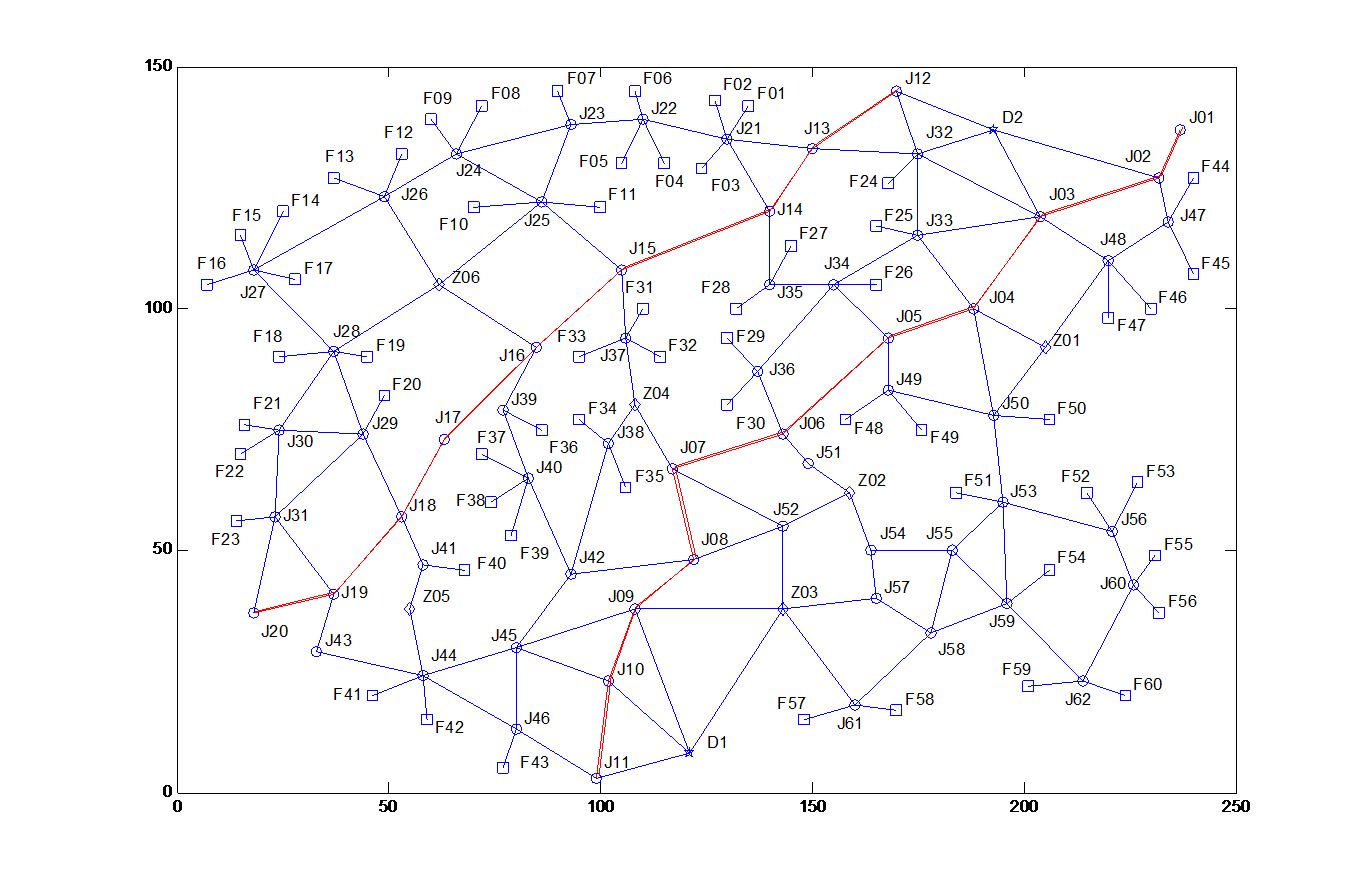 150
F07 F06 F02 F01 J12
F09 F08 J23 J22 J21 J13 J32 D2 J01
F12 F13 J24 F05 F04 F03 F24 J02 F44
J26 F11 J03
F14 F15 F10 J25 J14 F25 J33 J47
F16 F17 J27 Z06 J15 F27 J34 F26 J48 F45
100
F31 F28 J35 J04 F46
J28 F33 F32 F29 J05 F47
F18 F19 J16 J37 Z01
F20 Z04 J36 J49
F21 J39 F34 J50 F50
J30 J29 J17 F37 F36 J38 F30 J06 F48 F49
F22 J40 F35 J07 J51
F38 Z02 F51 F52 F53
J31 J18 J52 J53 J56
F23 F39
50
J41 F40 J42 J08 J54 J55 F54 F55
J19 Z05 J09 Z03 J57 J60 F56
J20 J43 J45 J58 J59
J44 J10 F59 F60
F41 F42 J46 F57 F58 J61 J62
F43 J11 D1
0
0 50 100 150 200 250